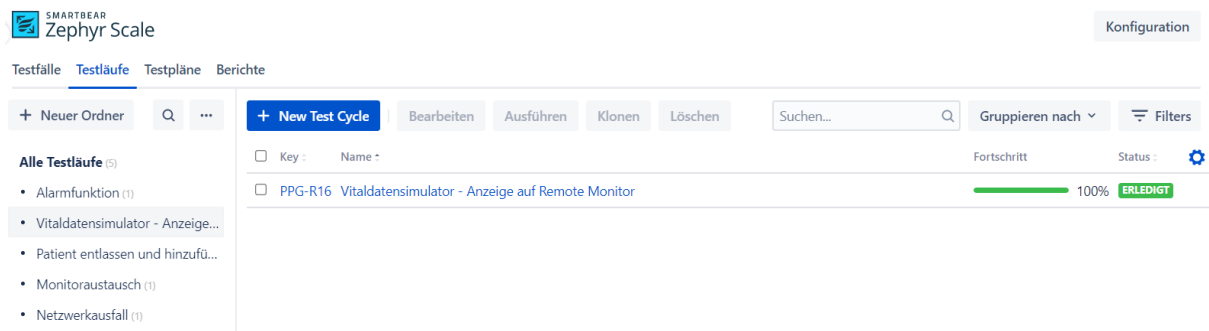 SMARTBEAR
Zephyr Scale
Konfiguration
Testfälle Testläufe Testpläne Berichte
+ Neuer Ordner ...
+ New Test Cycle Bearbeiten Ausführen Klonen Löschen Suchen... Gruppieren nach Filters
Alle Testläufe (5)
• Alarmfunktion (1)
• Vitaldatensimulator - Anzeige...
• Patient entlassen und hinzufü...
• Monitoraustausch (1)
• Netzwerkausfall (1)
Key Name Fortschritt Status
PPG-R16 Vitaldatensimulator - Anzeige auf Remote Monitor 100% ERLEDIGT